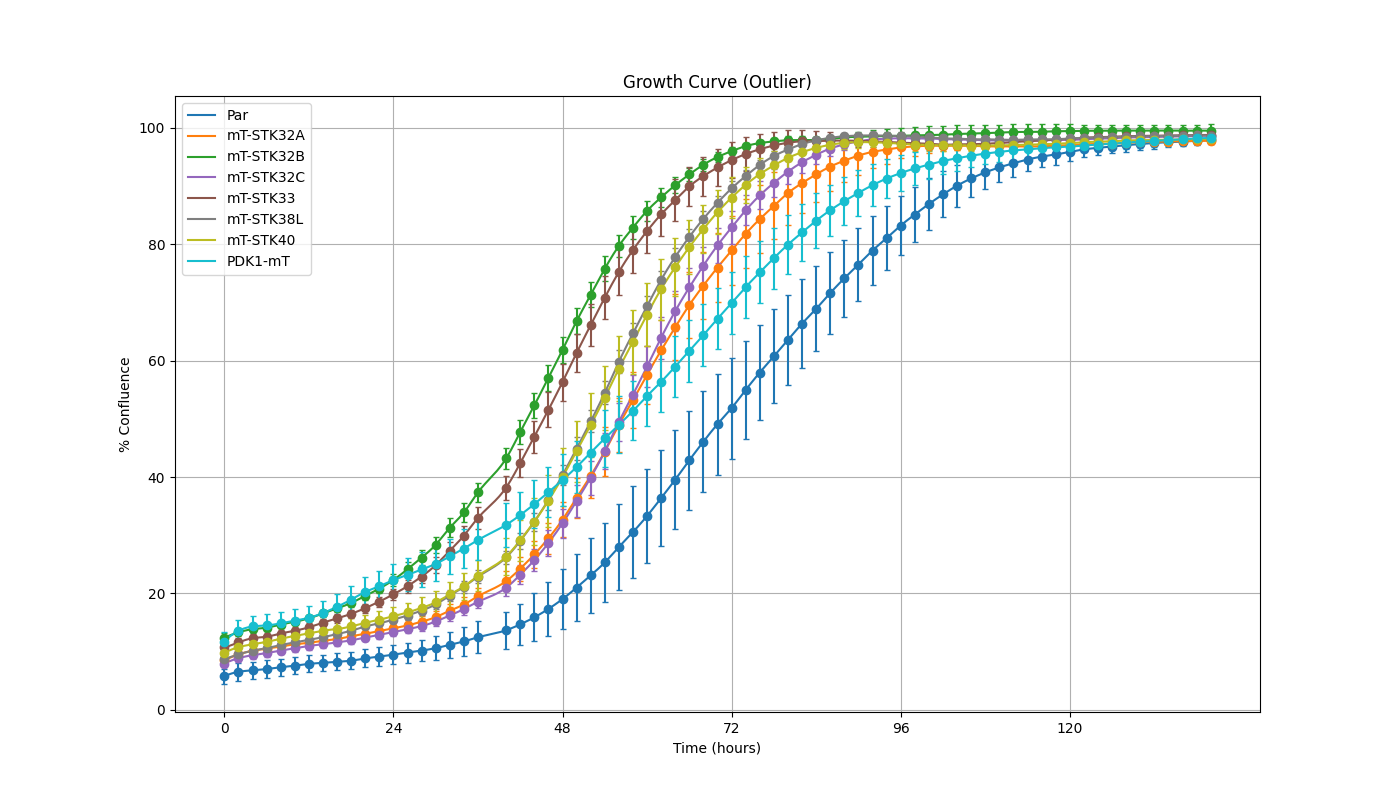 Growth Curve (Outlier)
Par
mT-STK32A
mT-STK32B
mT-STK32C
mT-STK33
mT-STK38L
mT-STK40
PDK1-mT
100
80
60
40
20
0
% Confluence
0 24 48 72 96 120
Time (hours)